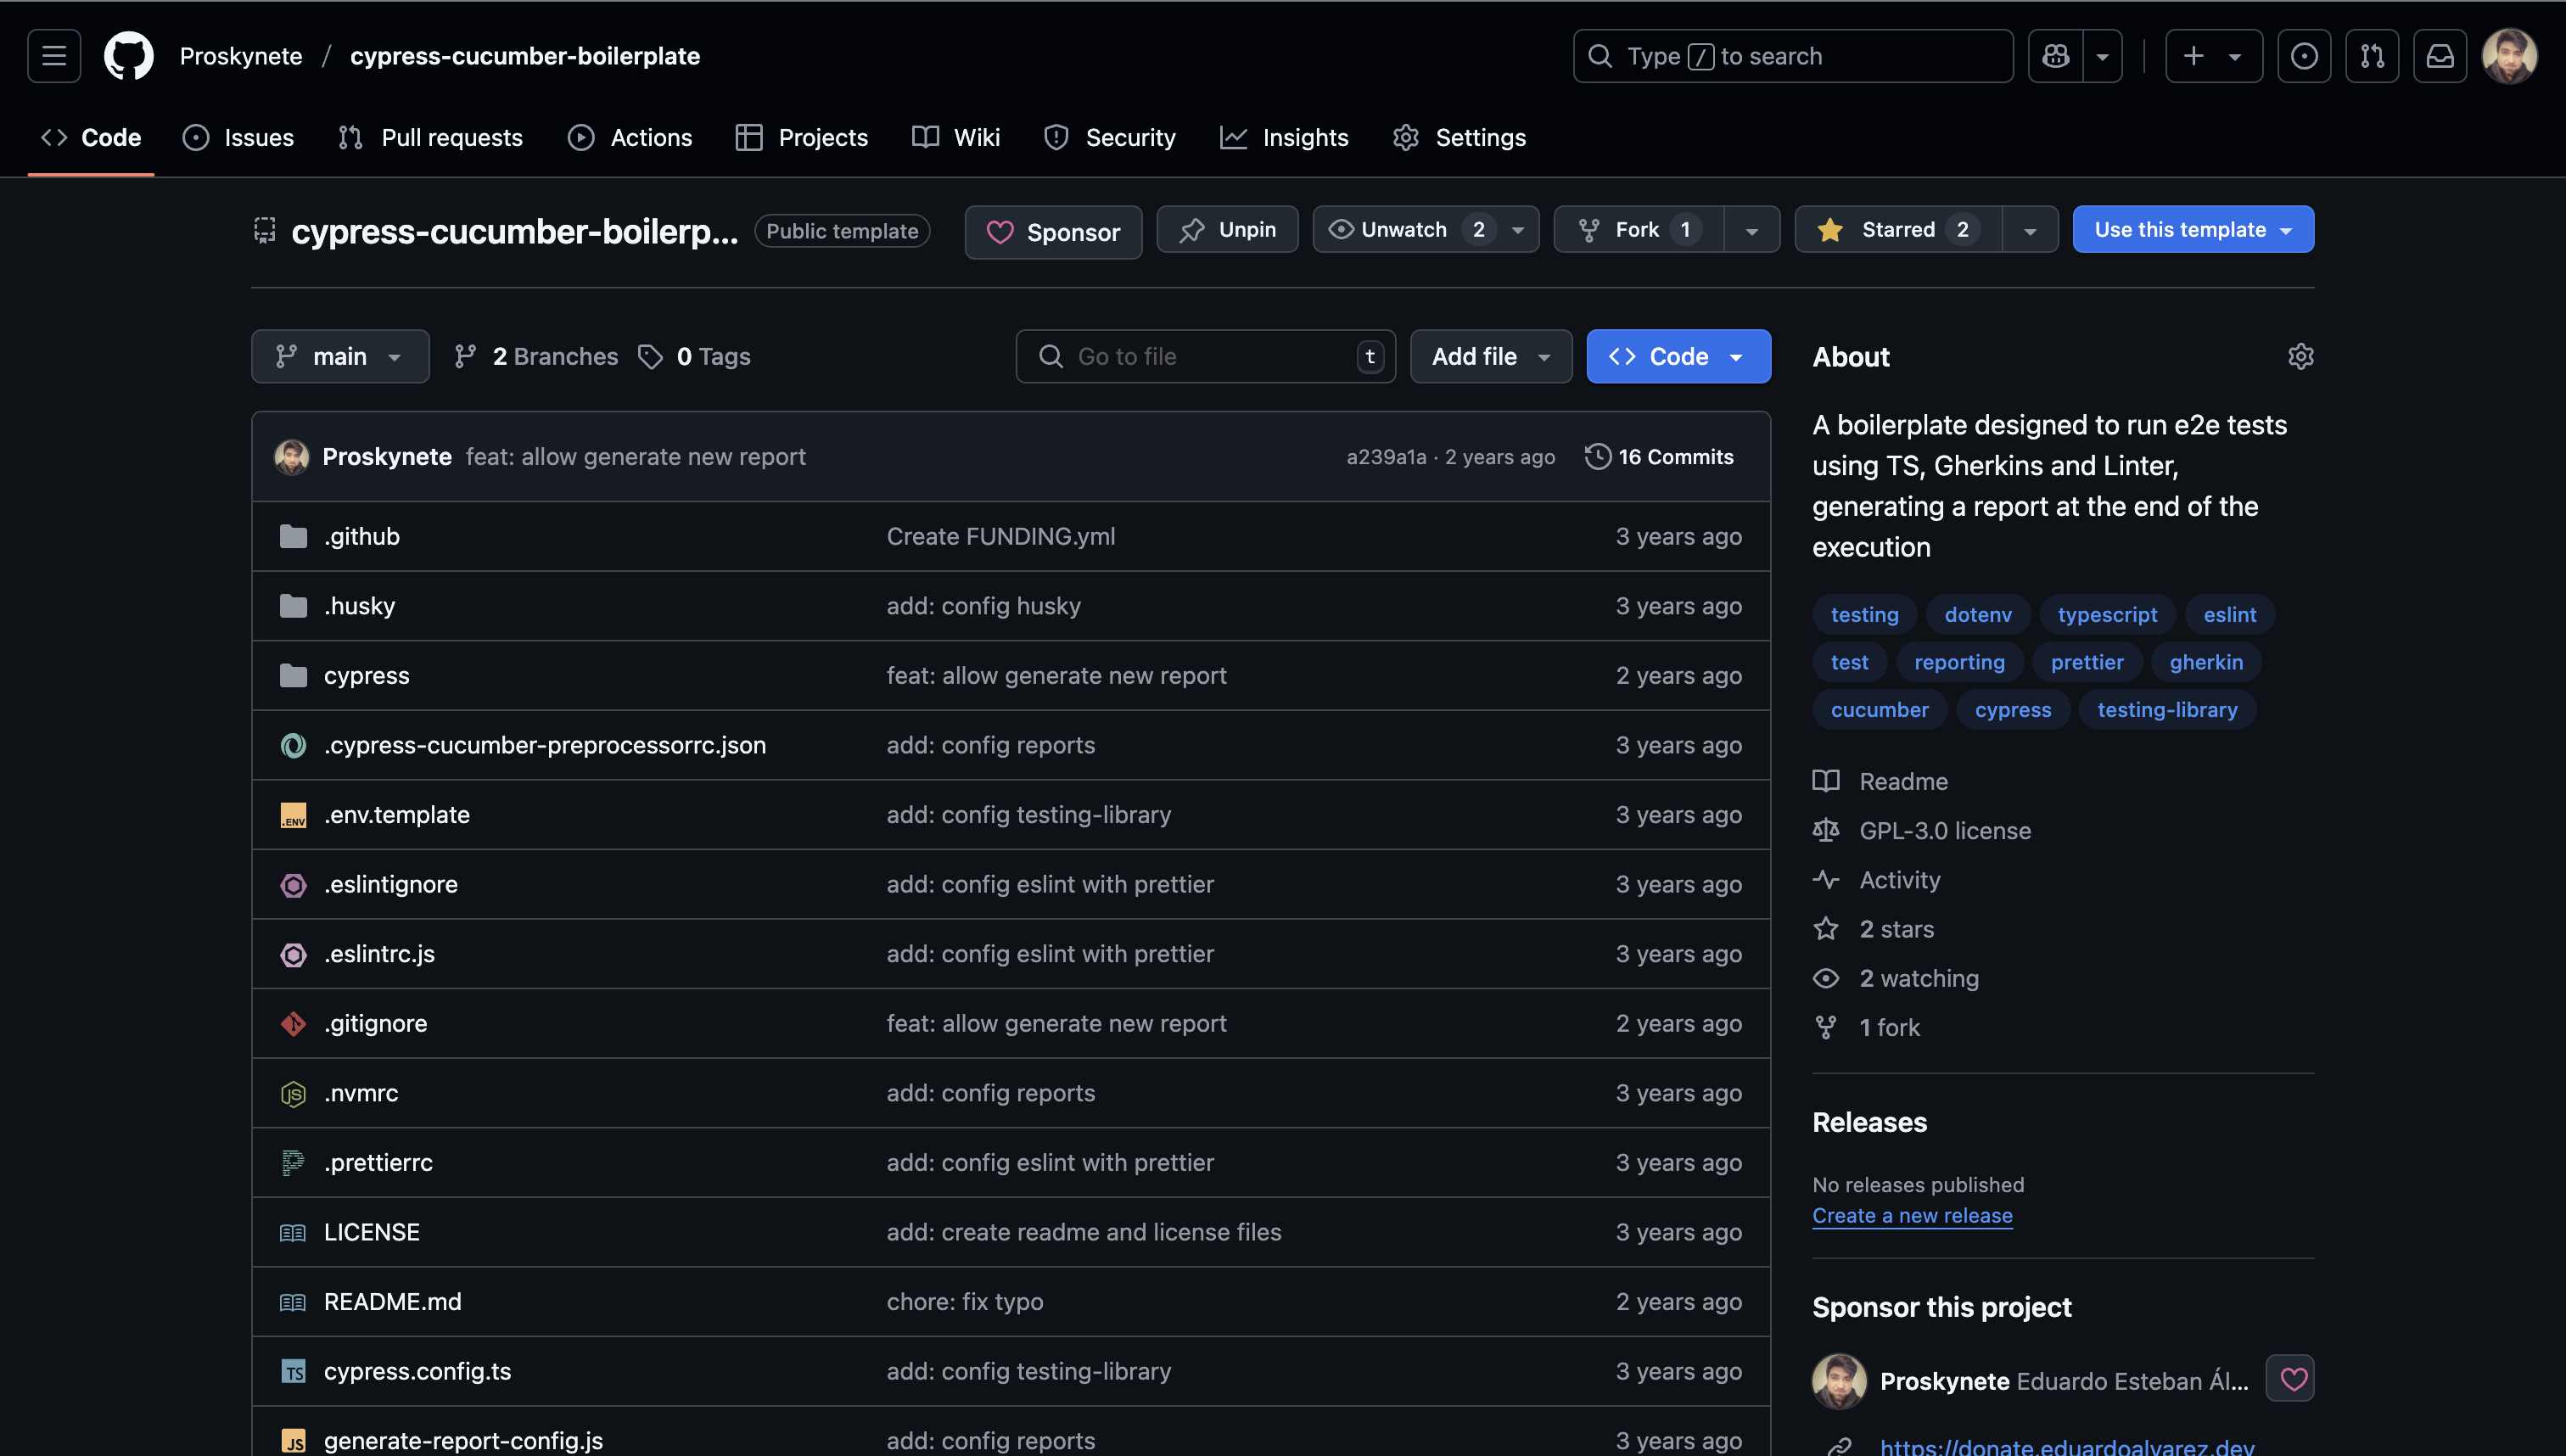 Proskynete / cypress-cucumber-boilerplate
Type / to search
Code Issues Pull requests Actions Projects Wiki Security Insights Settings
cypress-cucumber-boilerp... Public template Sponsor Unpin Unwatch 2 Fork 1 Starred 2 Use this template
main 2 Branches 0 Tags Go to file t Add file Code
Proskynete feat: allow generate new report a239a1a · 2 years ago 16 Commits
.github Create FUNDING.yml 3 years ago
.husky add: config husky 3 years ago
cypress feat: allow generate new report 2 years ago
.cypress-cucumber-preprocessorrc.json add: config reports 3 years ago
.ENV .env.template add: config testing-library 3 years ago
.eslintignore add: config eslint with prettier 3 years ago
.eslintrc.js add: config eslint with prettier 3 years ago
.gitignore feat: allow generate new report 2 years ago
JS .nvmrc add: config reports 3 years ago
.prettierrc add: config eslint with prettier 3 years ago
LICENSE add: create readme and license files 3 years ago
README.md chore: fix typo 2 years ago
TS cypress.config.ts add: config testing-library 3 years ago
JS generate-report-config.js add: config reports 3 years ago
About
A boilerplate designed to run e2e tests
using TS, Gherkins and Linter,
generating a report at the end of the
execution
testing dotenv typescript eslint
test reporting prettier gherkin
cucumber cypress testing-library
Readme
GPL-3.0 license
Activity
2 stars
2 watching
1 fork
Releases
No releases published
Create a new release
Sponsor this project
Proskynete Eduardo Esteban Ál...
https://donate.eduardoalvarez.dev